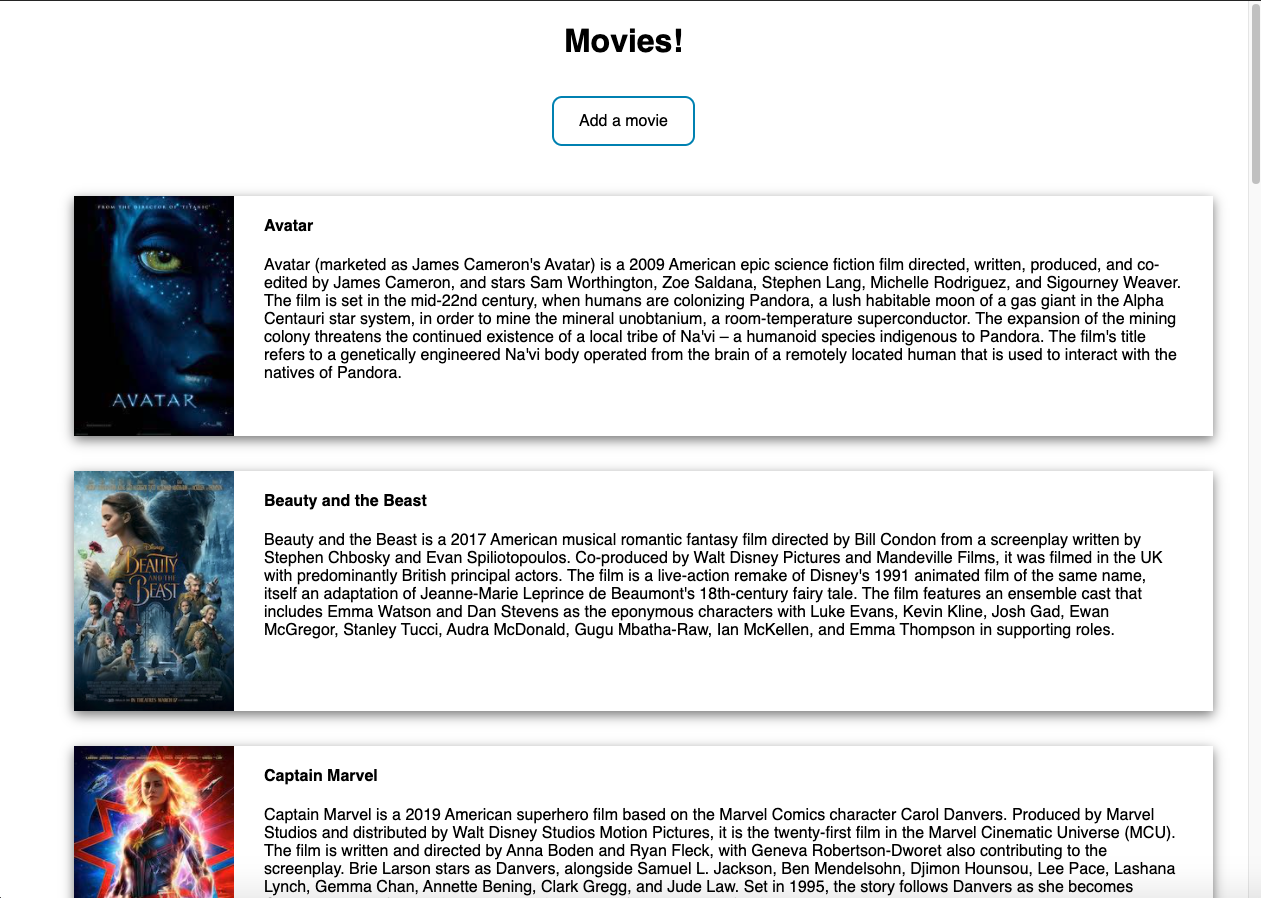 Movies!
Add a movie
FROM THE DIRECTOR OF "TITANIC"
AVATAR
Avatar
Avatar (marketed as James Cameron's Avatar) is a 2009 American epic science fiction film directed, written, produced, and co-
edited by James Cameron, and stars Sam Worthington, Zoe Saldana, Stephen Lang, Michelle Rodriguez, and Sigourney Weaver.
The film is set in the mid-22nd century, when humans are colonizing Pandora, a lush habitable moon of a gas giant in the Alpha
Centauri star system, in order to mine the mineral unobtanium, a room-temperature superconductor. The expansion of the mining
colony threatens the continued existence of a local tribe of Na'vi – a humanoid species indigenous to Pandora. The film's title
refers to a genetically engineered Na'vi body operated from the brain of a remotely located human that is used to interact with the
natives of Pandora.
Disney
BEAUTY
AND THE
BEAST
Beauty and the Beast
Beauty and the Beast is a 2017 American musical romantic fantasy film directed by Bill Condon from a screenplay written by
Stephen Chbosky and Evan Spiliotopoulos. Co-produced by Walt Disney Pictures and Mandeville Films, it was filmed in the UK
with predominantly British principal actors. The film is a live-action remake of Disney's 1991 animated film of the same name,
itself an adaptation of Jeanne-Marie Leprince de Beaumont's 18th-century fairy tale. The film features an ensemble cast that
includes Emma Watson and Dan Stevens as the eponymous characters with Luke Evans, Kevin Kline, Josh Gad, Ewan
McGregor, Stanley Tucci, Audra McDonald, Gugu Mbatha-Raw, Ian McKellen, and Emma Thompson in supporting roles.
Captain Marvel
Captain Marvel is a 2019 American superhero film based on the Marvel Comics character Carol Danvers. Produced by Marvel
Studios and distributed by Walt Disney Studios Motion Pictures, it is the twenty-first film in the Marvel Cinematic Universe (MCU).
The film is written and directed by Anna Boden and Ryan Fleck, with Geneva Robertson-Dworet also contributing to the
screenplay. Brie Larson stars as Danvers, alongside Samuel L. Jackson, Ben Mendelsohn, Djimon Hounsou, Lee Pace, Lashana
Lynch, Gemma Chan, Annette Bening, Clark Gregg, and Jude Law. Set in 1995, the story follows Danvers as she becomes